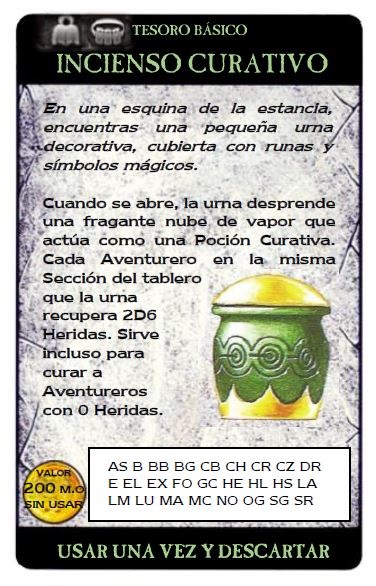 TESORO BÁSICO
INCIENSO CURATIVO
En una esquina de la estancia,
encuentras una pequeña urna
decorativa, cubierta con runas y
símbolos mágicos.
Cuando se abre, la urna desprende
una fragante nube de vapor que
actúa como una Poción Curativa.
Cada Aventurero en la misma
Sección del tablero
que la urna
recupera 2D6
Heridas. Sirve
incluso para
curar a
Aventureros
con 0 Heridas.
VALOR
200 M.O
SIN USAR
AS B BB BG CB CH CR CZ DR
E EL EX FO GC HE HL HS LA
LM LU MA MC NO OG SG SR
USAR UNA VEZ Y DESCARTAR